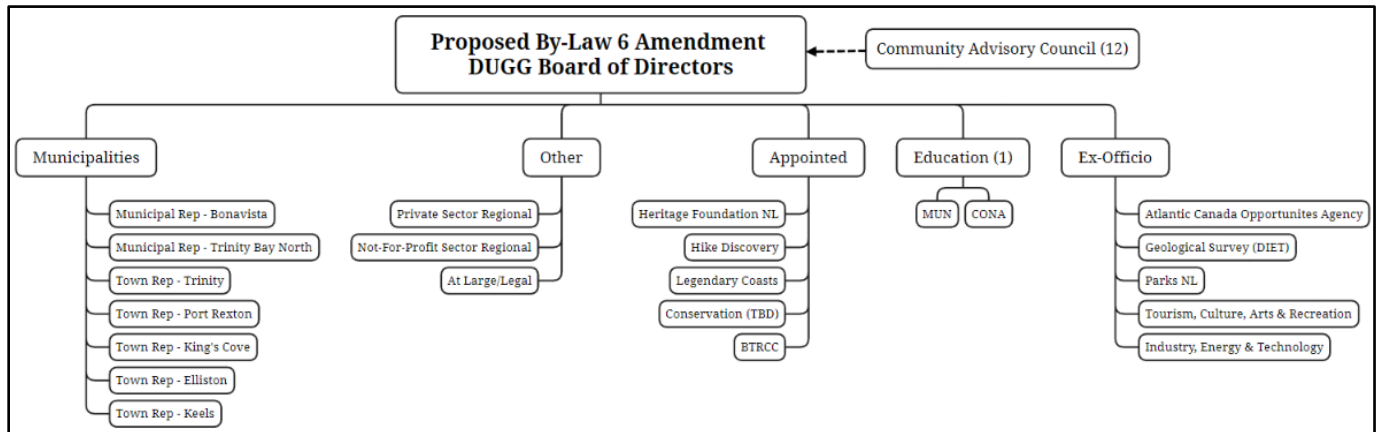 Proposed By-Law 6 Amendment
DUGG Board of Directors
Community Advisory Council (12)
Municipalities
Other
Appointed
Education (1)
Ex-Officio
Municipal Rep - Bonavista
Municipal Rep - Trinity Bay North
Town Rep - Trinity
Town Rep - Port Rexton
Town Rep - King's Cove
Town Rep - Elliston
Town Rep - Keels
Private Sector Regional
Not-For-Profit Sector Regional
At Large/Legal
Heritage Foundation NL
Hike Discovery
Legendary Coasts
Conservation (TBD)
BTRCC
MUN
CONA
Atlantic Canada Opportunites Agency
Geological Survey (DIET)
Parks NL
Tourism, Culture, Arts & Recreation
Industry, Energy & Technology